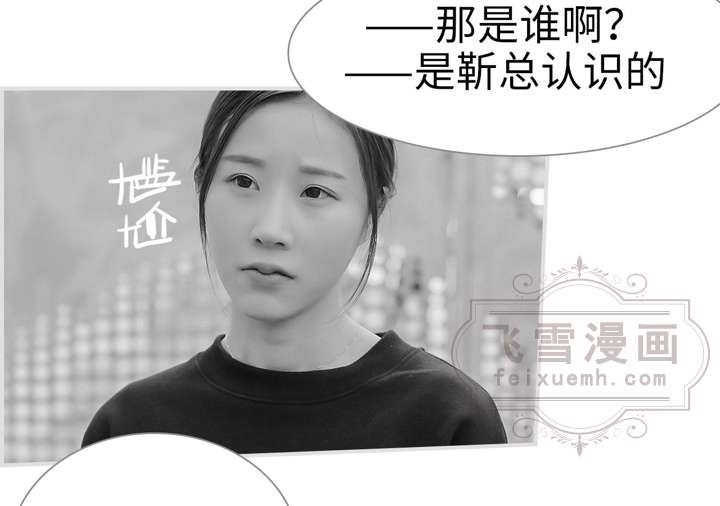 ——那是谁啊？
——是靳总认识的
尴
尬
飞雪漫画
feixuemh.com